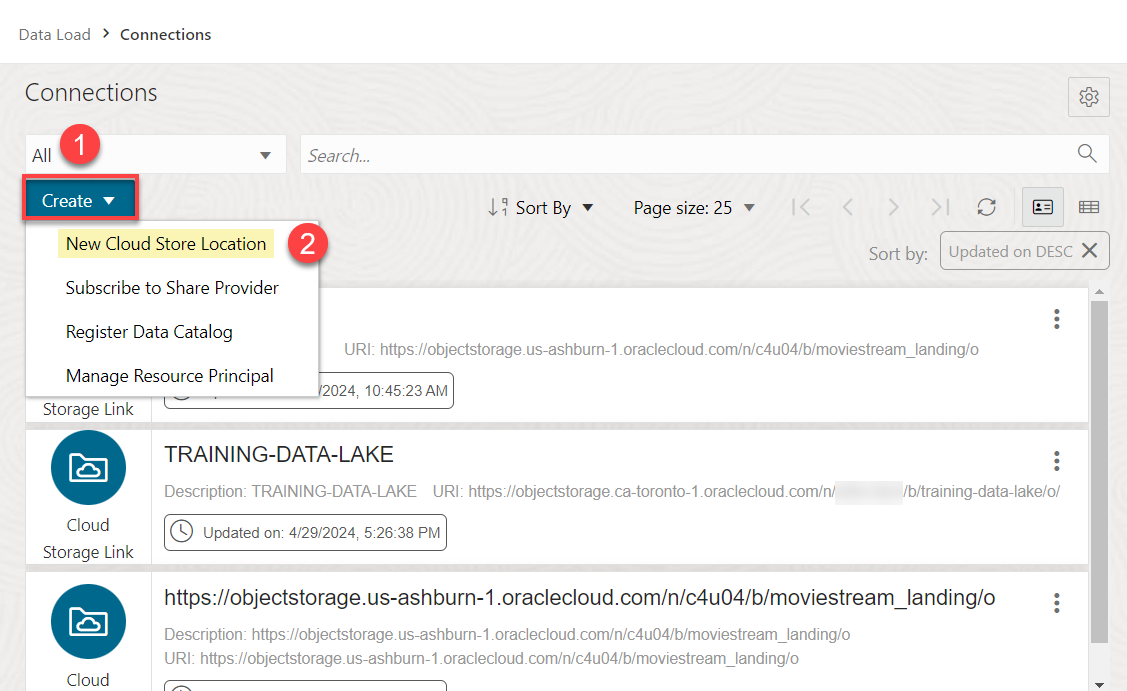 Data Load > Connections
Connections
All
1
Search...
Create
Sort By
Page size: 25
New Cloud Store Location
2
Sort by:
Updated on DESC
Subscribe to Share Provider
Register Data Catalog
URI: https://objectstorage.us-ashburn-1.oraclecloud.com/n/c4u04/b/moviestream_landing/o
Manage Resource Principal
/2024, 10:45:23 AM
Storage Link
TRAINING-DATA-LAKE
Description: TRAINING-DATA-LAKE URI: https://objectstorage.ca-toronto-1.oraclecloud.com/n/ /b/training-data-lake/o/
Updated on: 4/29/2024, 5:26:38 PM
Cloud
Storage Link
https://objectstorage.us-ashburn-1.oraclecloud.com/n/c4u04/b/moviestream_landing/o
Description: https://objectstorage.us-ashburn-1.oraclecloud.com/n/c4u04/b/moviestream_landing/o
URI: https://objectstorage.us-ashburn-1.oraclecloud.com/n/c4u04/b/moviestream_landing/o
Cloud